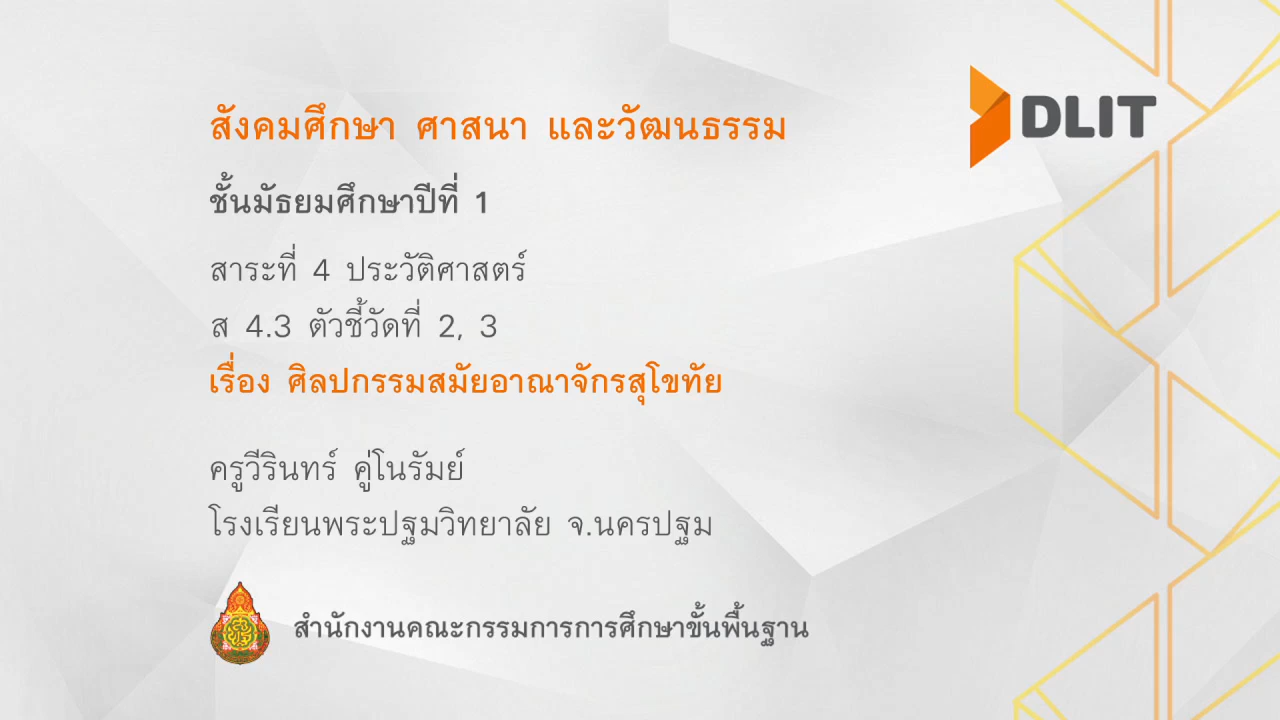 สังคมศึกษา ศาสนา และวัฒนธรรม
DLIT
ชั้นมัธยมศึกษาปีที่ 1
สาระที่ 4 ประวัติศาสตร์
ส 4.3 ตัวชี้วัดที่ 2, 3
เรื่อง ศิลปกรรมสมัยอาณาจักรสุโขทัย
ครูวีรินทร์ คู่โนรัมย์
โรงเรียนพระปฐมวิทยาลัย จ.นครปฐม
สำนักงานคณะกรรมการการศึกษาขั้นพื้นฐาน